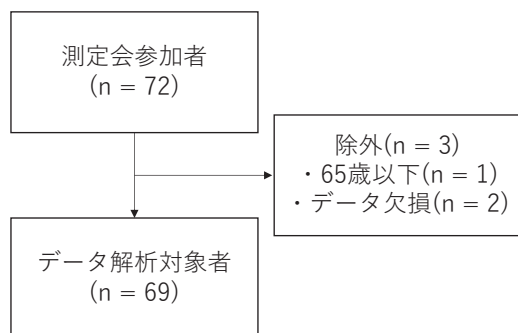 測定会参加者
(n = 72)
除外(n = 3)
・65歳以下(n = 1)
・データ欠損(n = 2)
データ解析対象者
(n = 69)